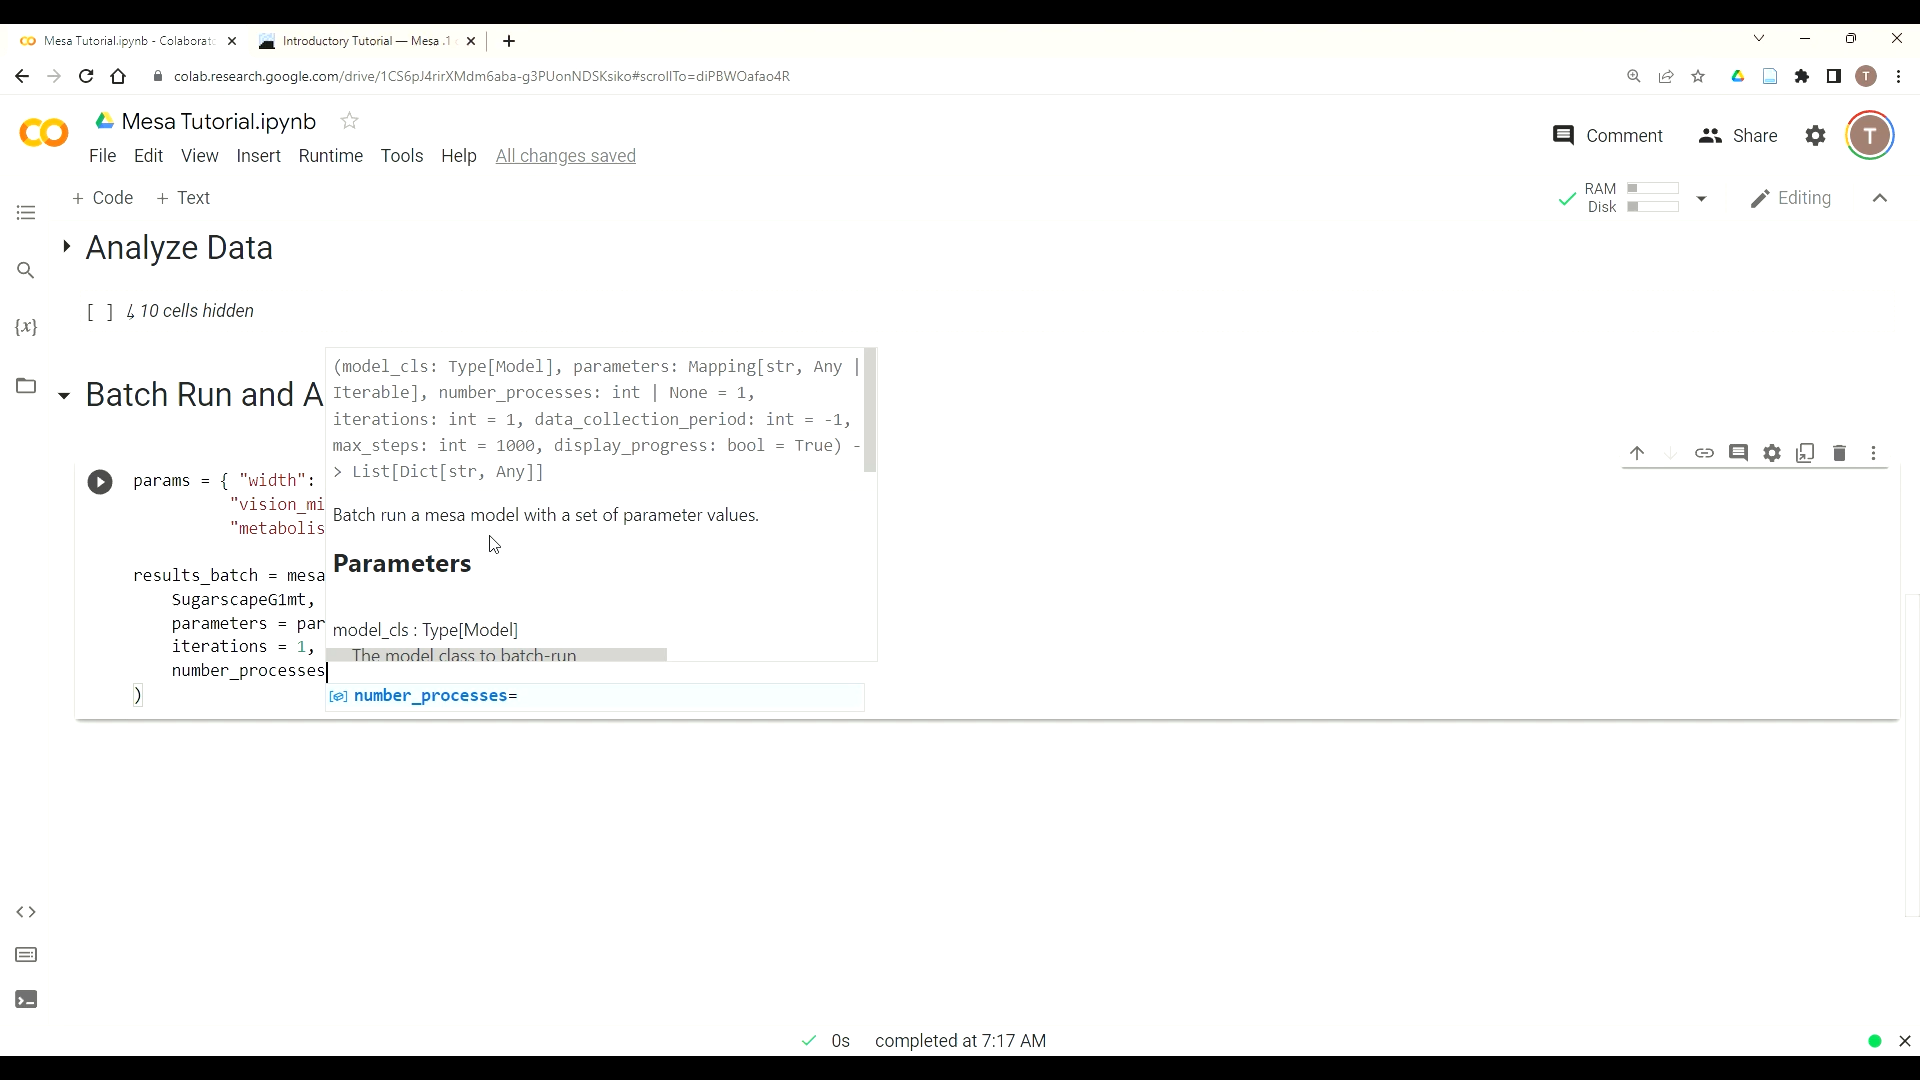 Mesa Tutorial.ipynb - Colaborat
Introductory Tutorial — Mesa .1
colab.research.google.com/drive/1CS6pJ4rirXMdm6aba-g3PUonNDSKsiko#scrollTo=diPBWOafao4R
T
Mesa Tutorial.ipynb
Comment
Share
T
File Edit View Insert Runtime Tools Help All changes saved
+ Code + Text
RAM
Disk
Editing
Analyze Data
[ ] ↳ 10 cells hidden
{x}
Batch Run and A
(model_cls: Type[Model], parameters: Mapping[str, Any |
Iterable], number_processes: int | None = 1,
iterations: int = 1, data_collection_period: int = -1,
max_steps: int = 1000, display_progress: bool = True) -
> List[Dict[str, Any]]
Batch run a mesa model with a set of parameter values.
Parameters
model_cls : Type[Model]
The model class to batch-run
params = { "width":
"vision_mi
"metabolis
results_batch = mesa
SugarscapeG1mt,
parameters = par
iterations = 1,
number_processes
)
number_processes=
0s completed at 7:17 AM